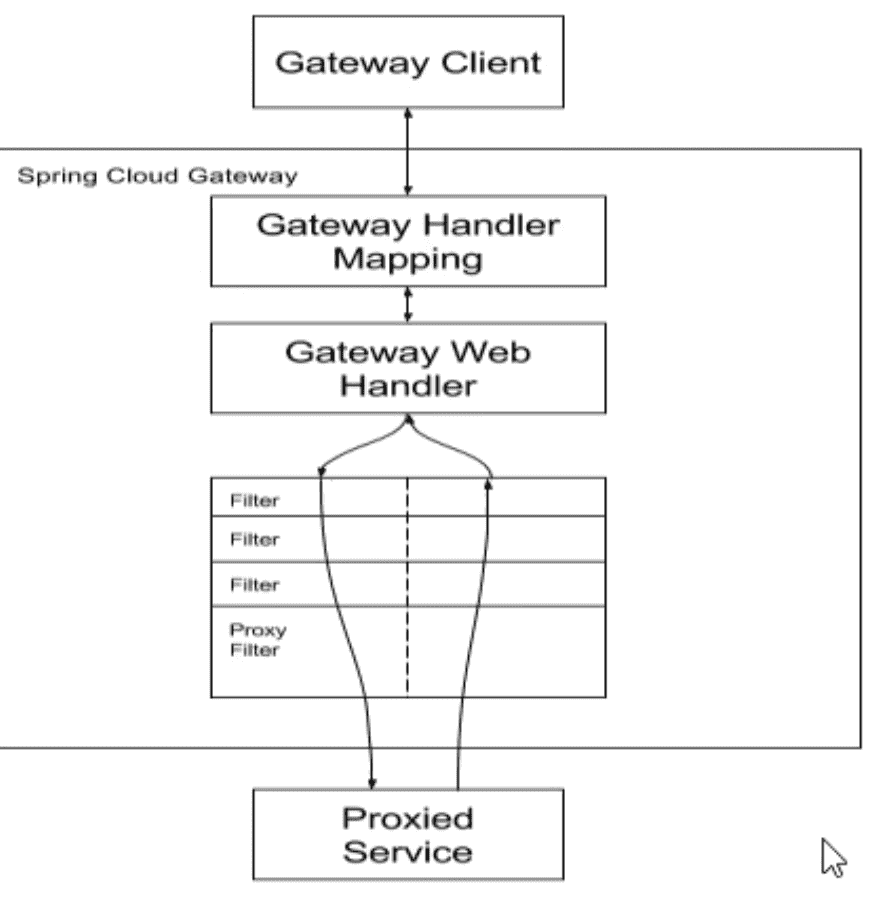 Gateway Client
Spring Cloud Gateway
Gateway Handler
Mapping
Gateway Web
Handler
Filter
Filter
Filter
Proxy
Filter
Proxied
Service